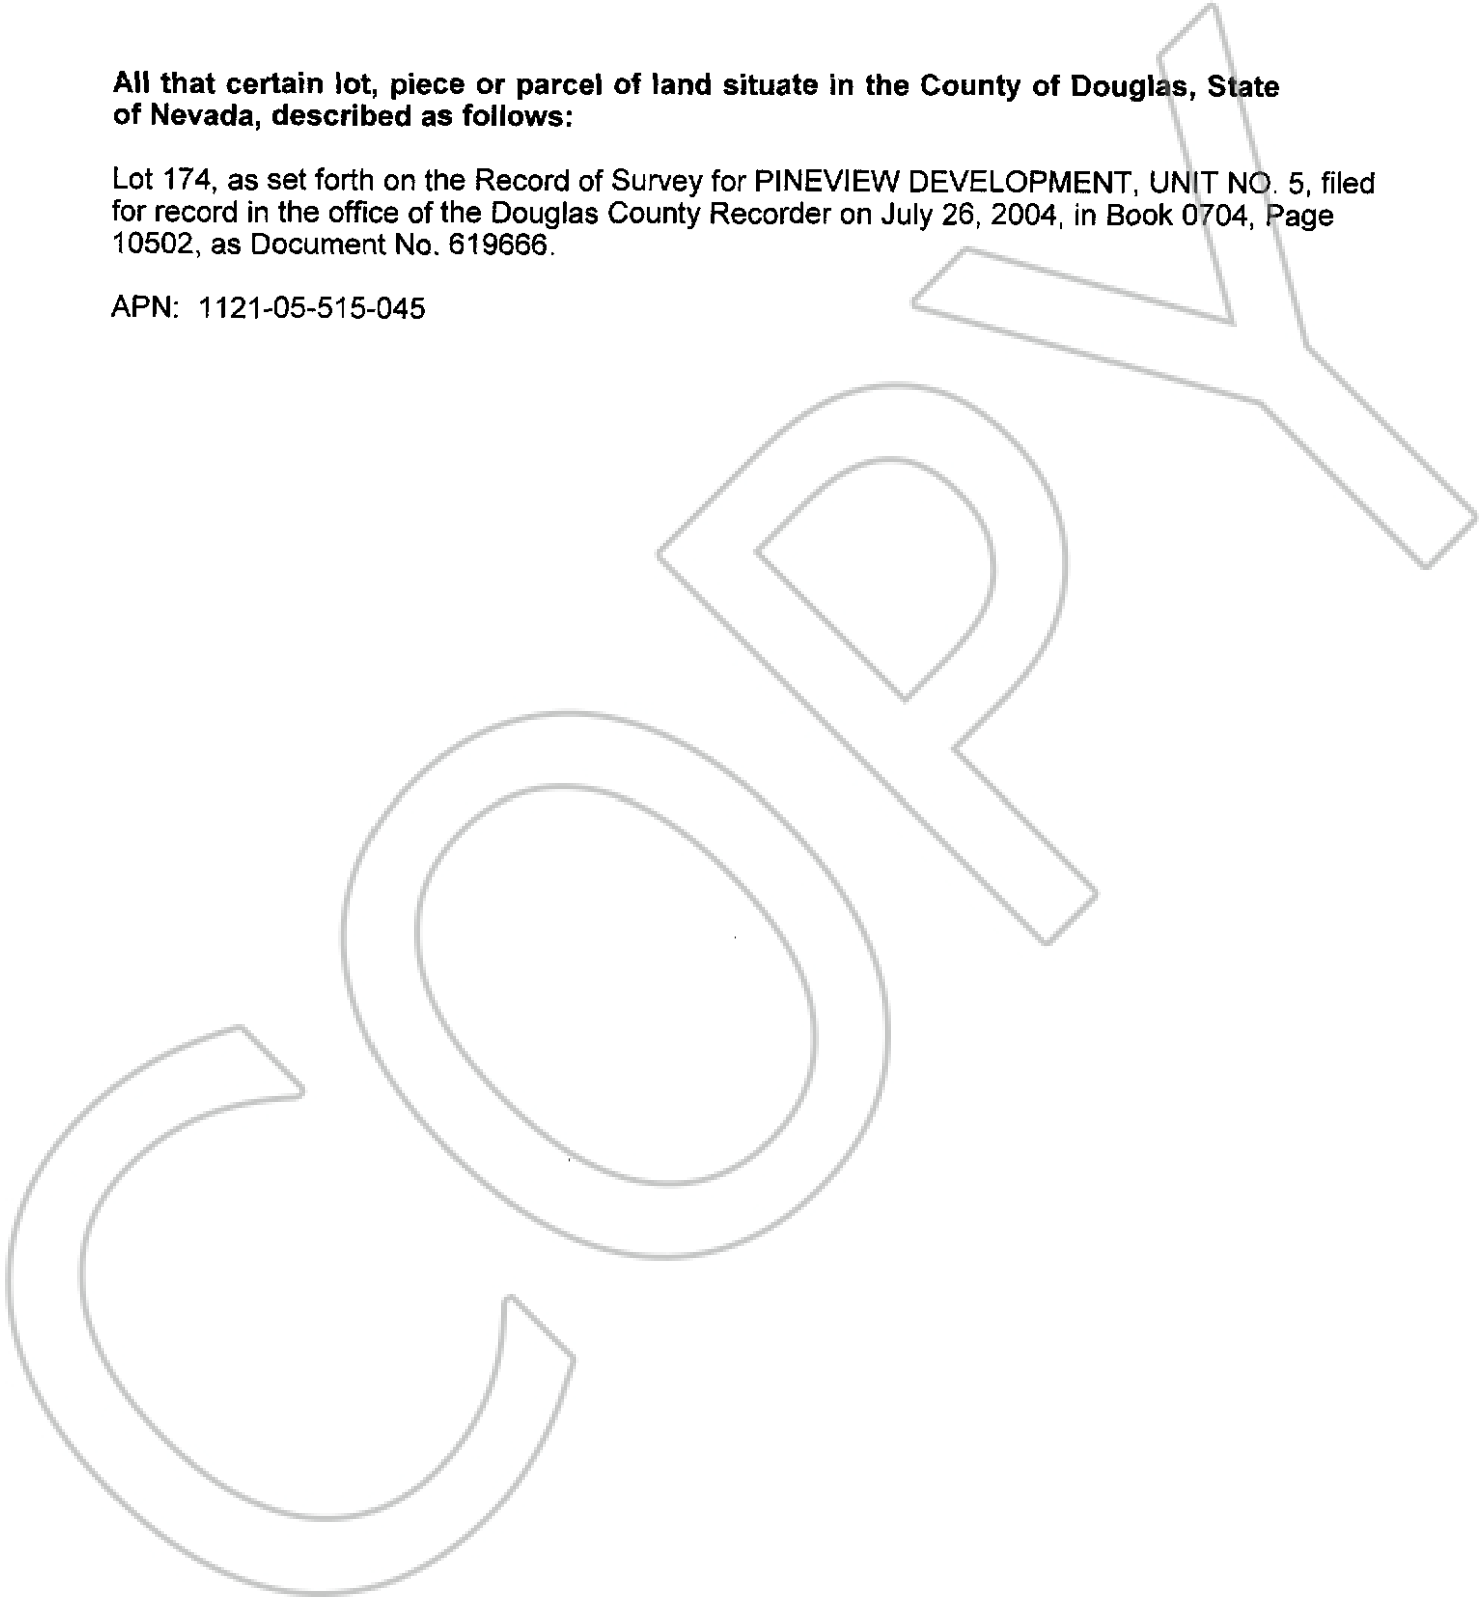 All that certain lot, piece or parcel of land situate in the County of Douglas, State
of Nevada, described as follows:
Lot 174, as set forth on the Record of Survey for PINEVIEW DEVELOPMENT, UNIT NO. 5, filed
for record in the office of the Douglas County Recorder on July 26, 2004, in Book 0704, Page
10502, as Document No. 619666.
APN: 1121-05-515-045
COPY